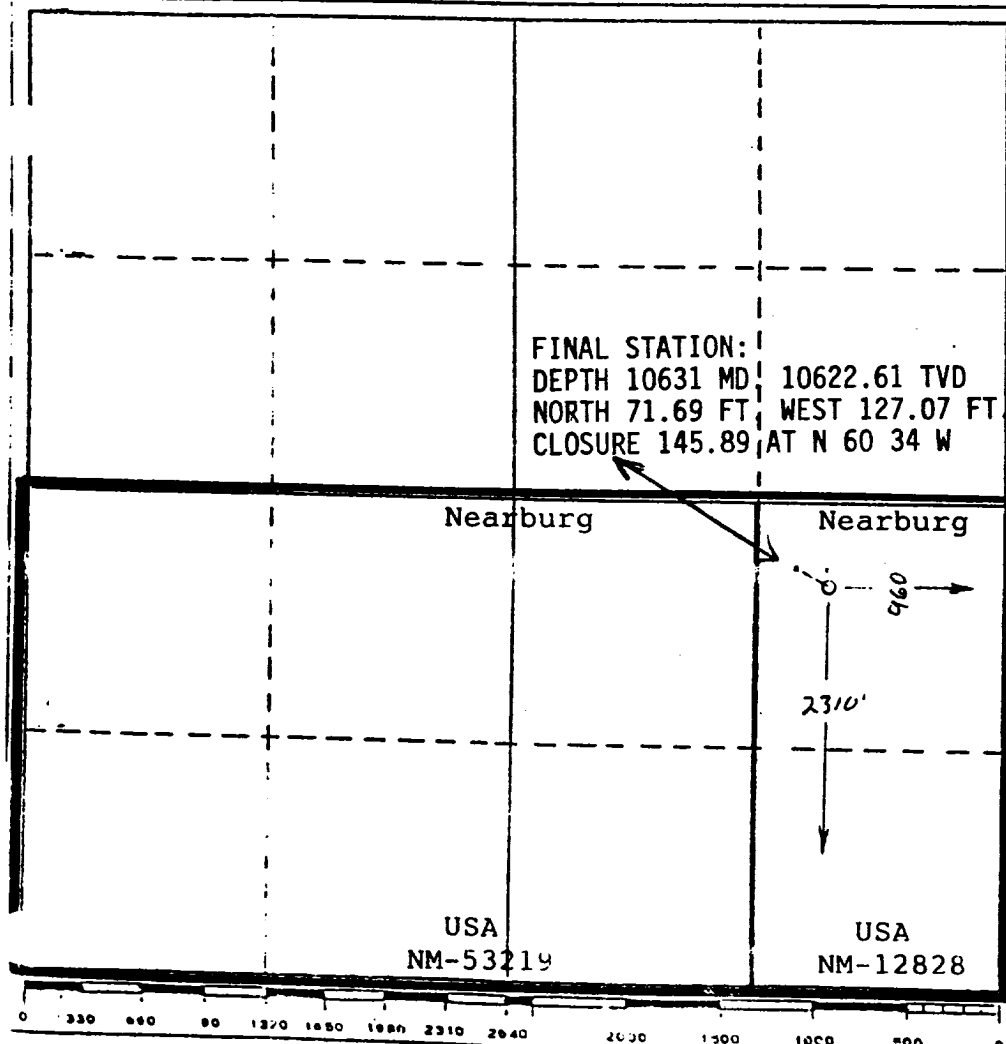 FINAL STATION:
DEPTH 10631 MD, 10622.61 TVD
NORTH 71.69 FT, WEST 127.07 FT
CLOSURE 145.89 AT N 60 34 W
Nearburg
Nearburg
960
2310'
USA
NM-53219
USA
NM-12828
0 330 660 90 1320 1650 1980 2310 2640 2000 1500 1000 500 0